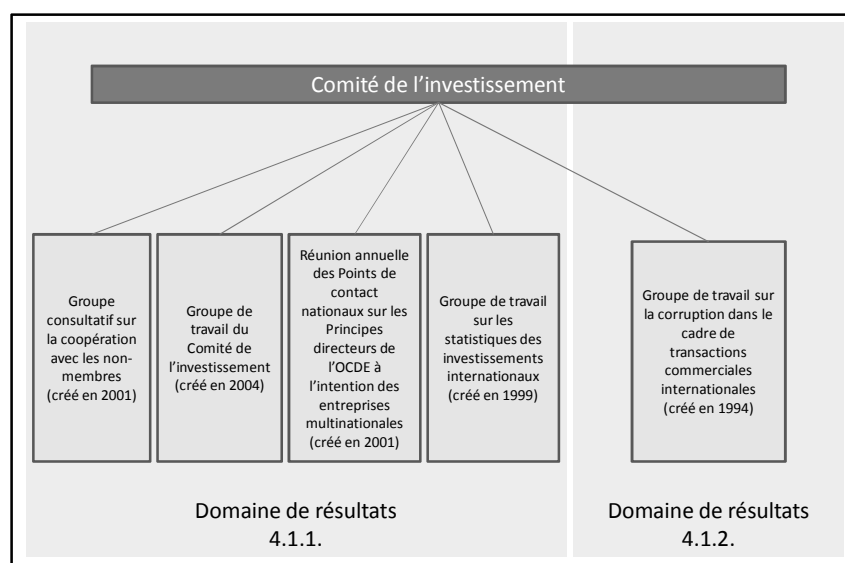 Comité de l’investissement
Groupe
consultatif sur
la coopération
avec les non-
membres
(créé en 2001)
Groupe de
travail du
Comité de
l’investissement
(créé en 2004)
Réunion annuelle
des Points de
contact
nationaux sur les
Principes
directeurs de
l’OCDE à
l’intention des
entreprises
multinationales
(créé en 2001)
Groupe de travail
sur les
statistiques des
investissements
internationaux
(créé en 1999)
Groupe de travail sur
la corruption dans le
cadre de
transactions
commerciales
internationales
(créé en 1994)
Domaine de résultats
4.1.1.
Domaine de résultats
4.1.2.